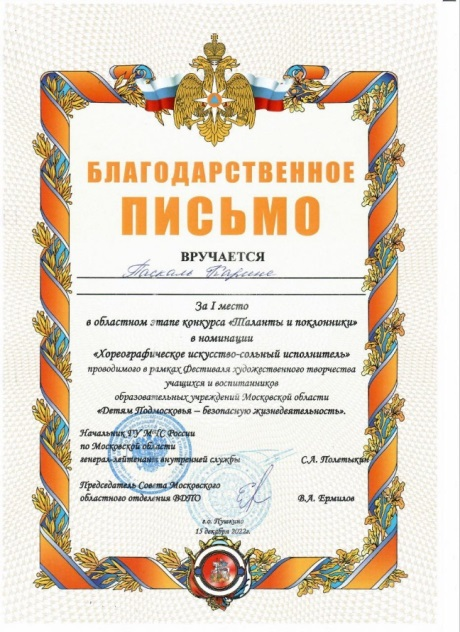 БЛАГОДАРСТВЕННОЕ
ПИСЬМО
ВРУЧАЕТСЯ
Паскаль Карине
За I место
в областном этапе конкурса «Таланты и поклонники»
в номинации
«Хореографическое искусство-сольный исполнитель»
проводимого в рамках Фестиваля художественного творчества
учащихся и воспитанников
образовательных учреждений Московской области
«Детям Подмосковья – безопасную жизнедеятельность».
Начальник ГУ МЧС России
по Московской области
генерал-лейтенант внутренней службы С.А. Полетыкин
Председатель Совета Московского
областного отделения ВДПО В.А. Ермилов
г.о. Пушкино
15 декабря 2022г.